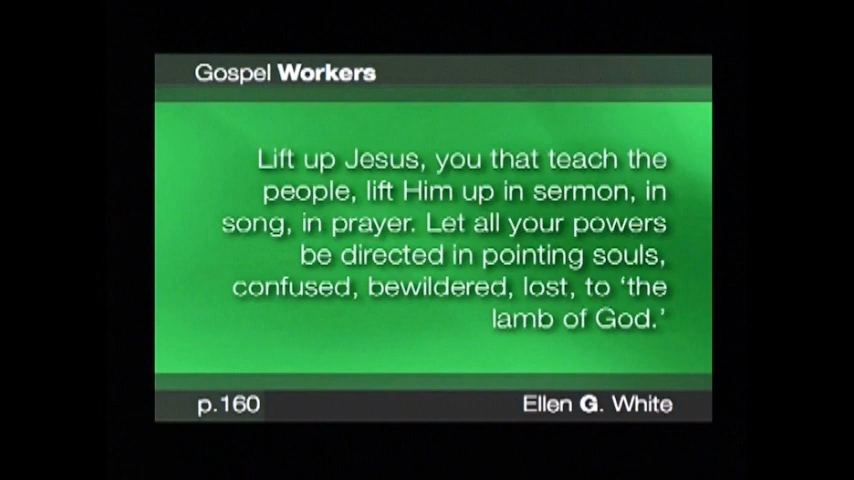 Gospel Workers
Lift up Jesus, you that teach the
people, lift Him up in sermon, in
song, in prayer. Let all your powers
be directed in pointing souls,
confused, bewildered, lost, to ‘the
lamb of God.’
p.160
Ellen G. White